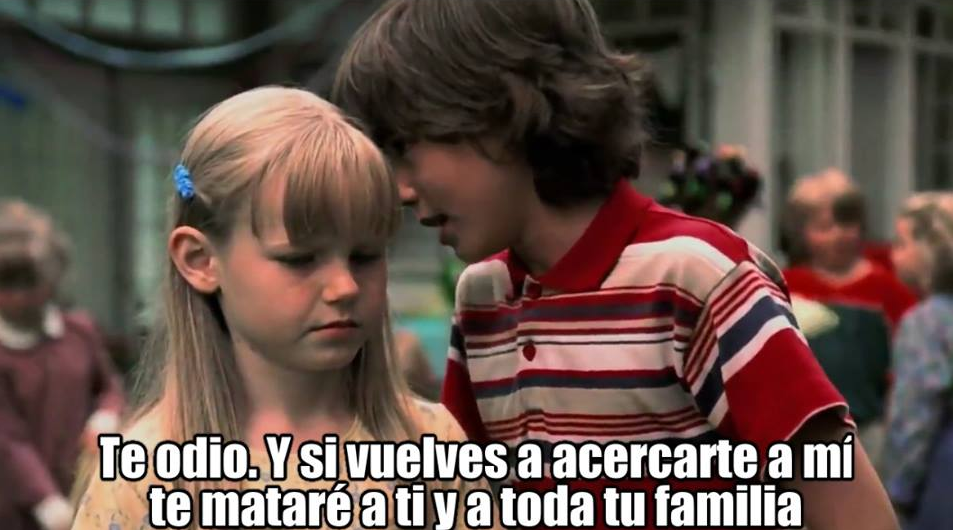 Te odio. Y si vuelves a acercarte a mí
te mataré a ti y a toda tu familia